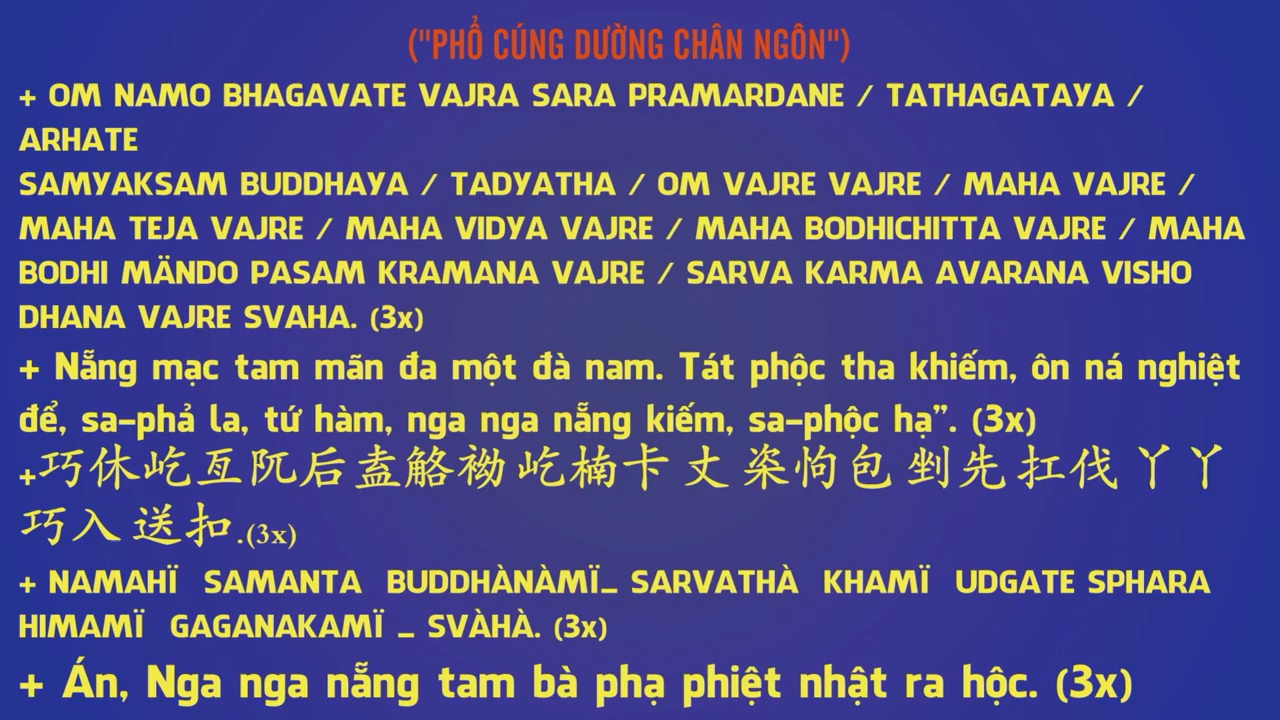 ("PHỔ CÚNG DƯỜNG CHÂN NGÔN")
+ OM NAMO BHAGAVATE VAJRA SARA PRAMARDANE / TATHAGATAYA /
ARHATE
SAMYAKSAM BUDDHAYA / TADYATHA / OM VAJRE VAJRE / MAHA VAJRE /
MAHA TEJA VAJRE / MAHA VIDYA VAJRE / MAHA BODHICHITTA VAJRE / MAHA
BODHI MÄNDO PASAM KRAMANA VAJRE / SARVA KARMA AVARANA VISHO
DHANA VAJRE SVAHA. (3x)
+ Nẵng mạc tam mãn đa một đà nam. Tát phộc tha khiếm, ôn ná nghiệt
để, sa-phả la, tứ hàm, nga nga nẵng kiếm, sa-phộc hạ”. (3x)
+巧休屹亙阢后盍觡袎屹楠卡丈 栥怐包 剉先 扛伐 丫丫
巧入 送扣.(3x)
+ NAMAHÏ SAMANTA BUDDHÀNÀMÏ_ SARVATHÀ KHAMÏ UDGATE SPHARA
HIMAMÏ GAGANAKAMÏ _ SVÀHÀ. (3x)
+ Án, Nga nga nẵng tam bà phạ phiệt nhật ra hộc. (3x)